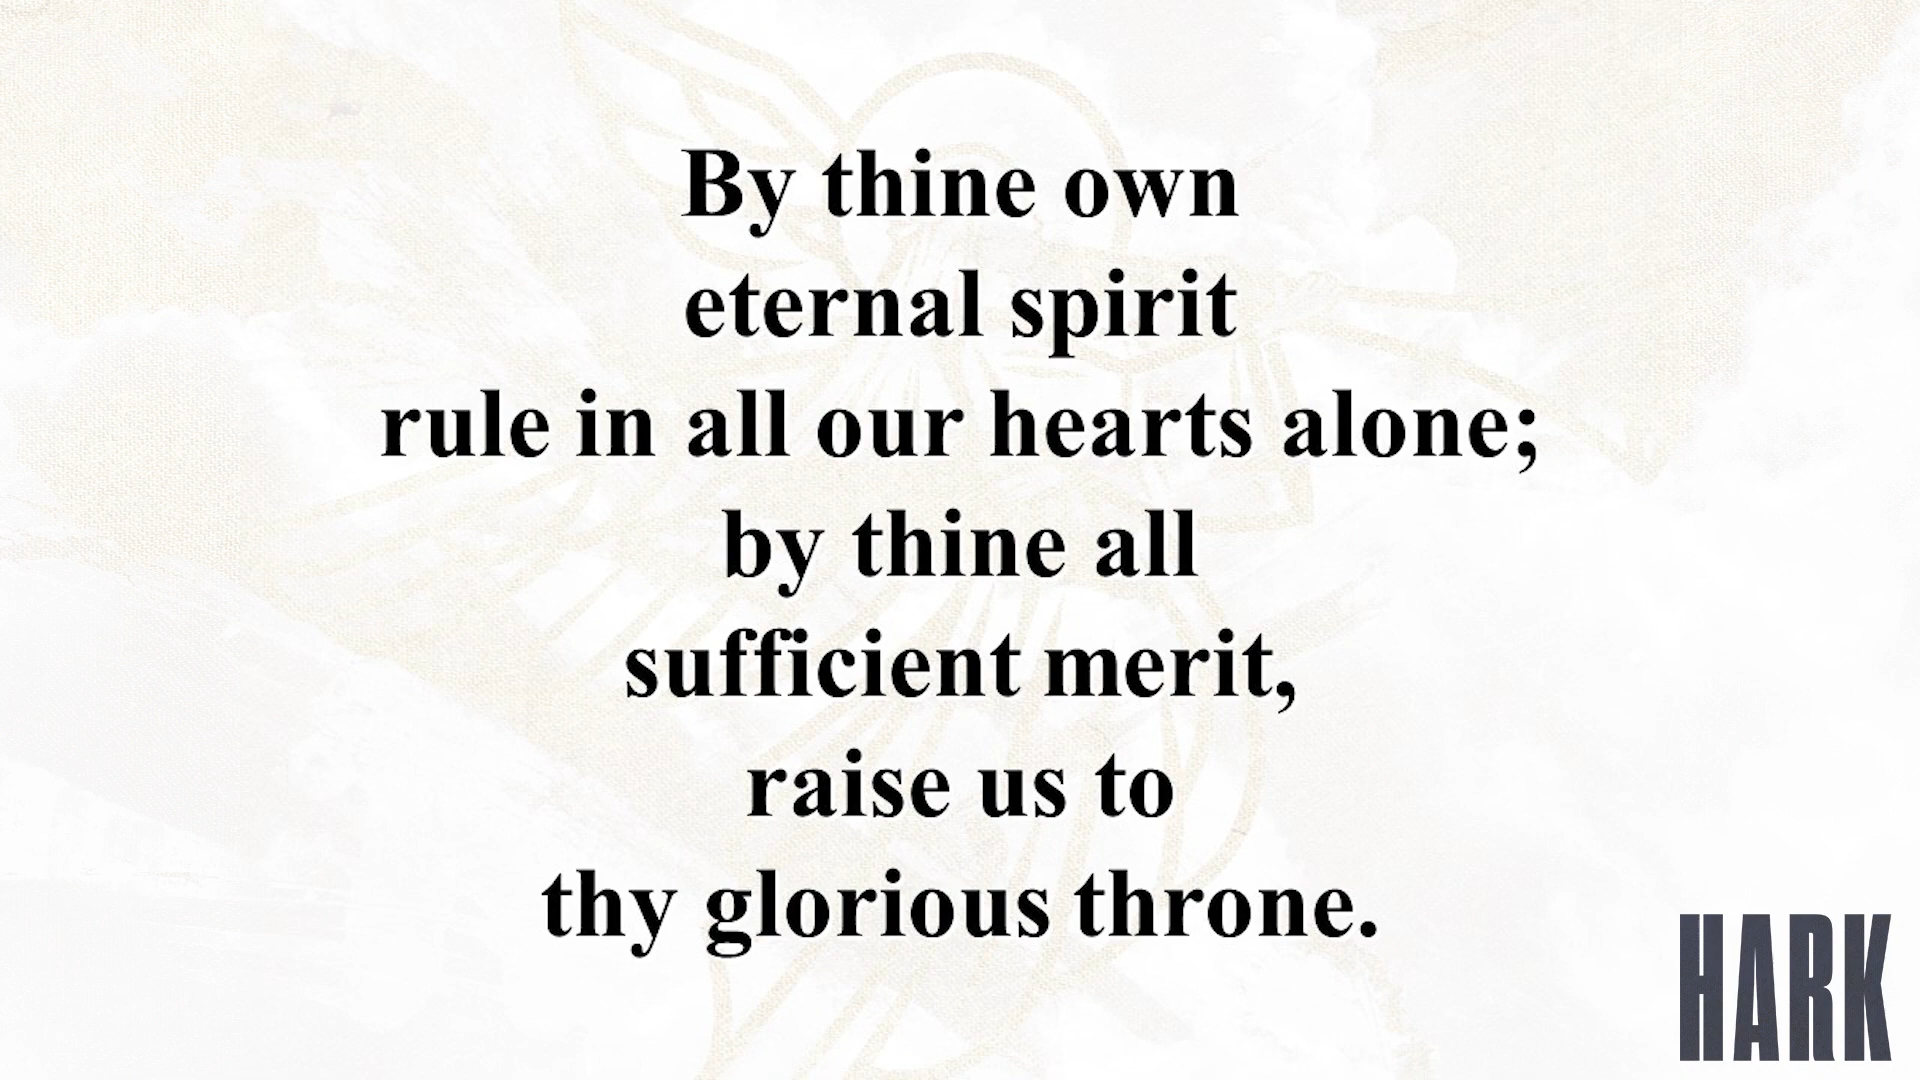 By thine own
eternal spirit
rule in all our hearts alone;
by thine all
sufficient merit,
raise us to
thy glorious throne.
HARK